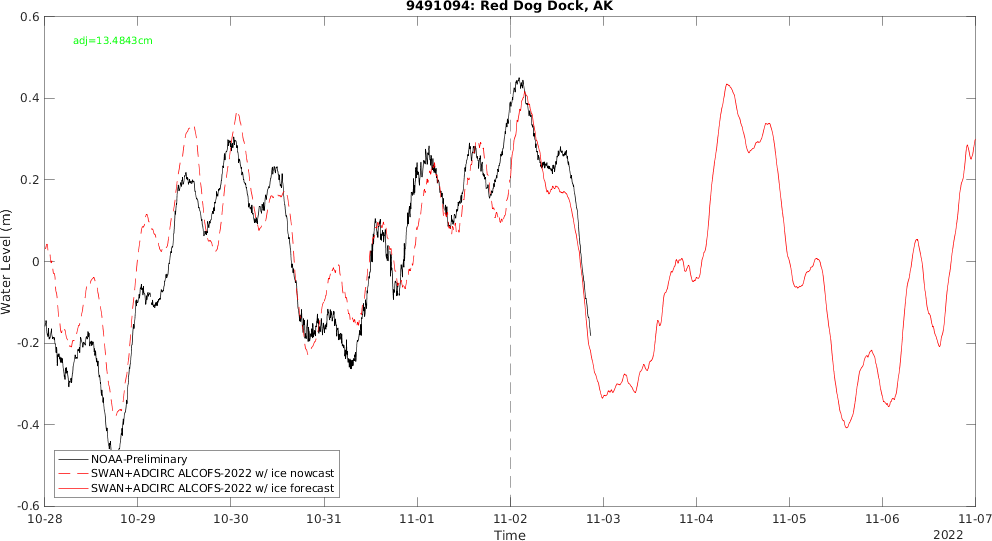 9491094: Red Dog Dock, AK
adj=13.4843cm
Water Level (m)
0.6
0.4
0.2
0
-0.2
-0.4
-0.6
NOAA-Preliminary
SWAN+ADCIRC ALCOFS-2022 w/ ice nowcast
SWAN+ADCIRC ALCOFS-2022 w/ ice forecast
10-28 10-29 10-30 10-31 11-01 11-02 11-03 11-04 11-05 11-06 11-07
Time
2022